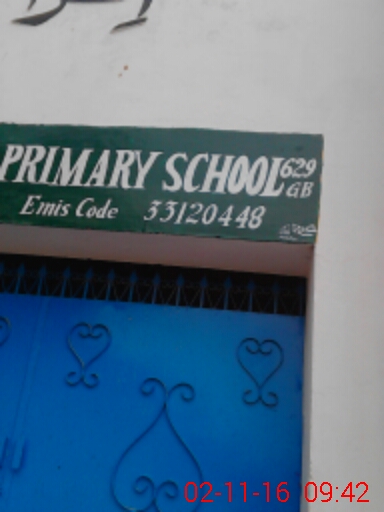 PRIMARY SCHOOL 629 GB
Emis Code 33120448
02-11-16 09:42